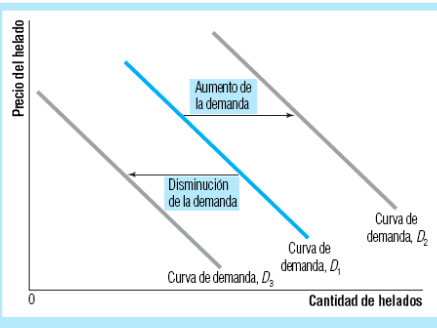 Precio del helado
Aumento de
la demanda
Disminución
de la demanda
Curva de
demanda, D₂
Curva de
demanda, D₁
Curva de demanda, D₃
0
Cantidad de helados